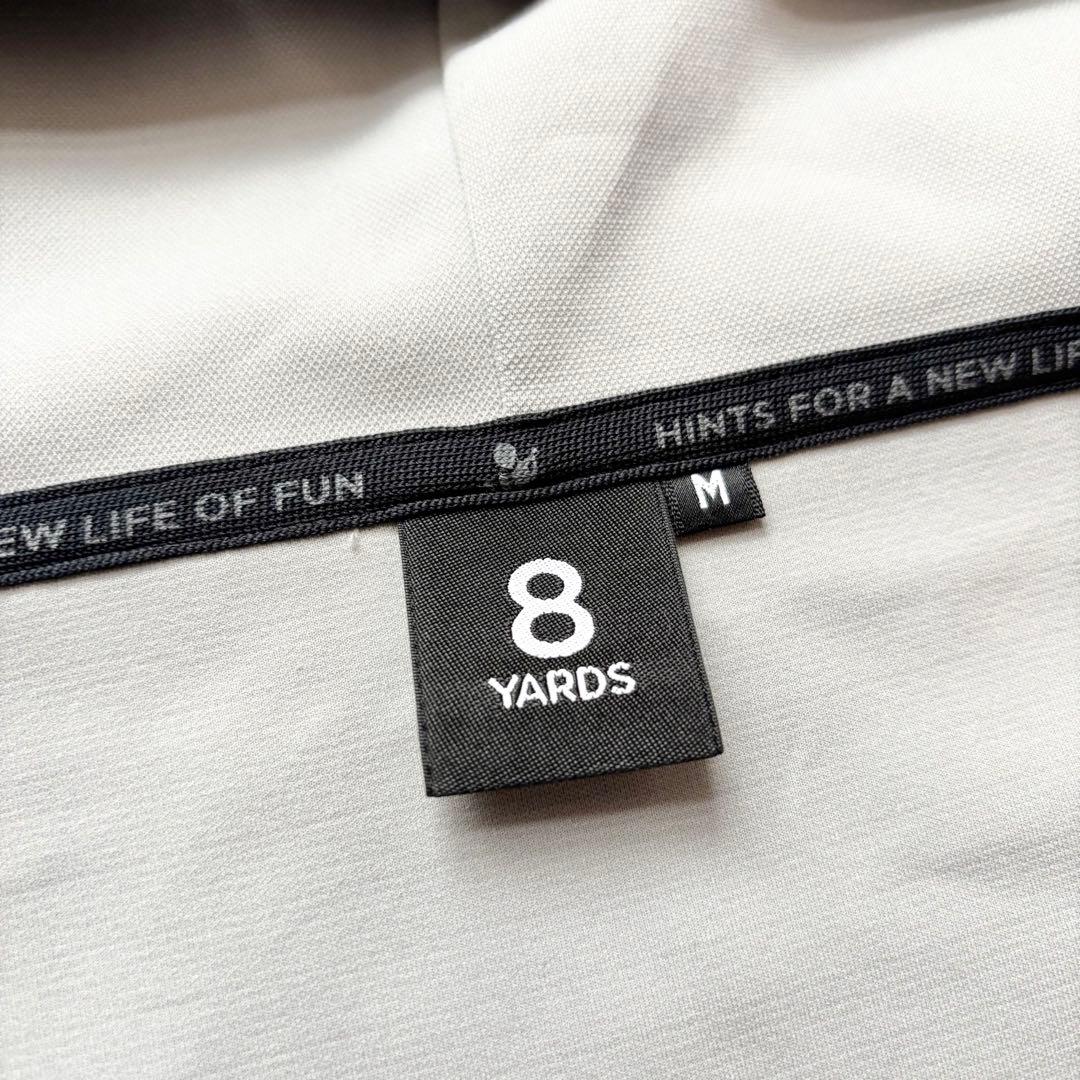 EW LIFE OF FUN
HINTS FOR A NEW LIF
M
8
YARDS